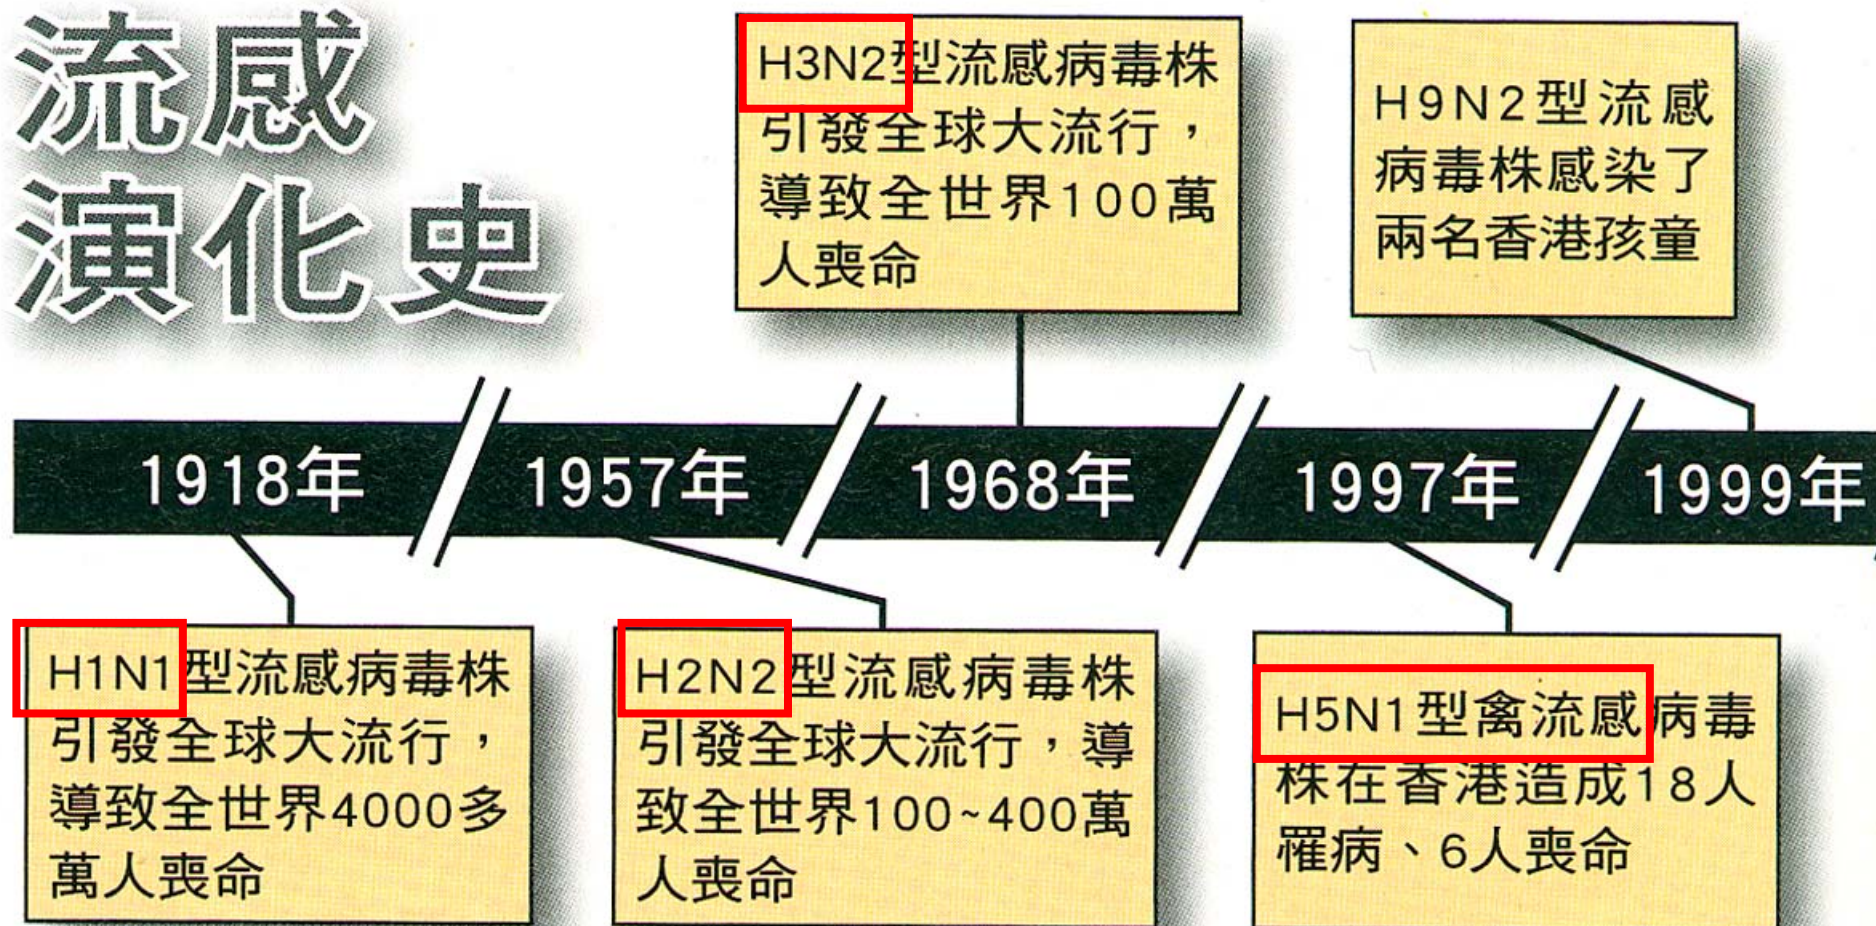 流感
演化史
H3N2型流感病毒株
引發全球大流行，
導致全世界100萬
人喪命
H9N2型流感
病毒株感染了
兩名香港孩童
1918年
1957年
1968年
1997年
1999年
H1N1型流感病毒株
引發全球大流行，
導致全世界4000多
萬人喪命
H2N2型流感病毒株
引發全球大流行，導
致全世界100~400萬
人喪命
H5N1型禽流感病毒
株在香港造成18人
罹病、6人喪命